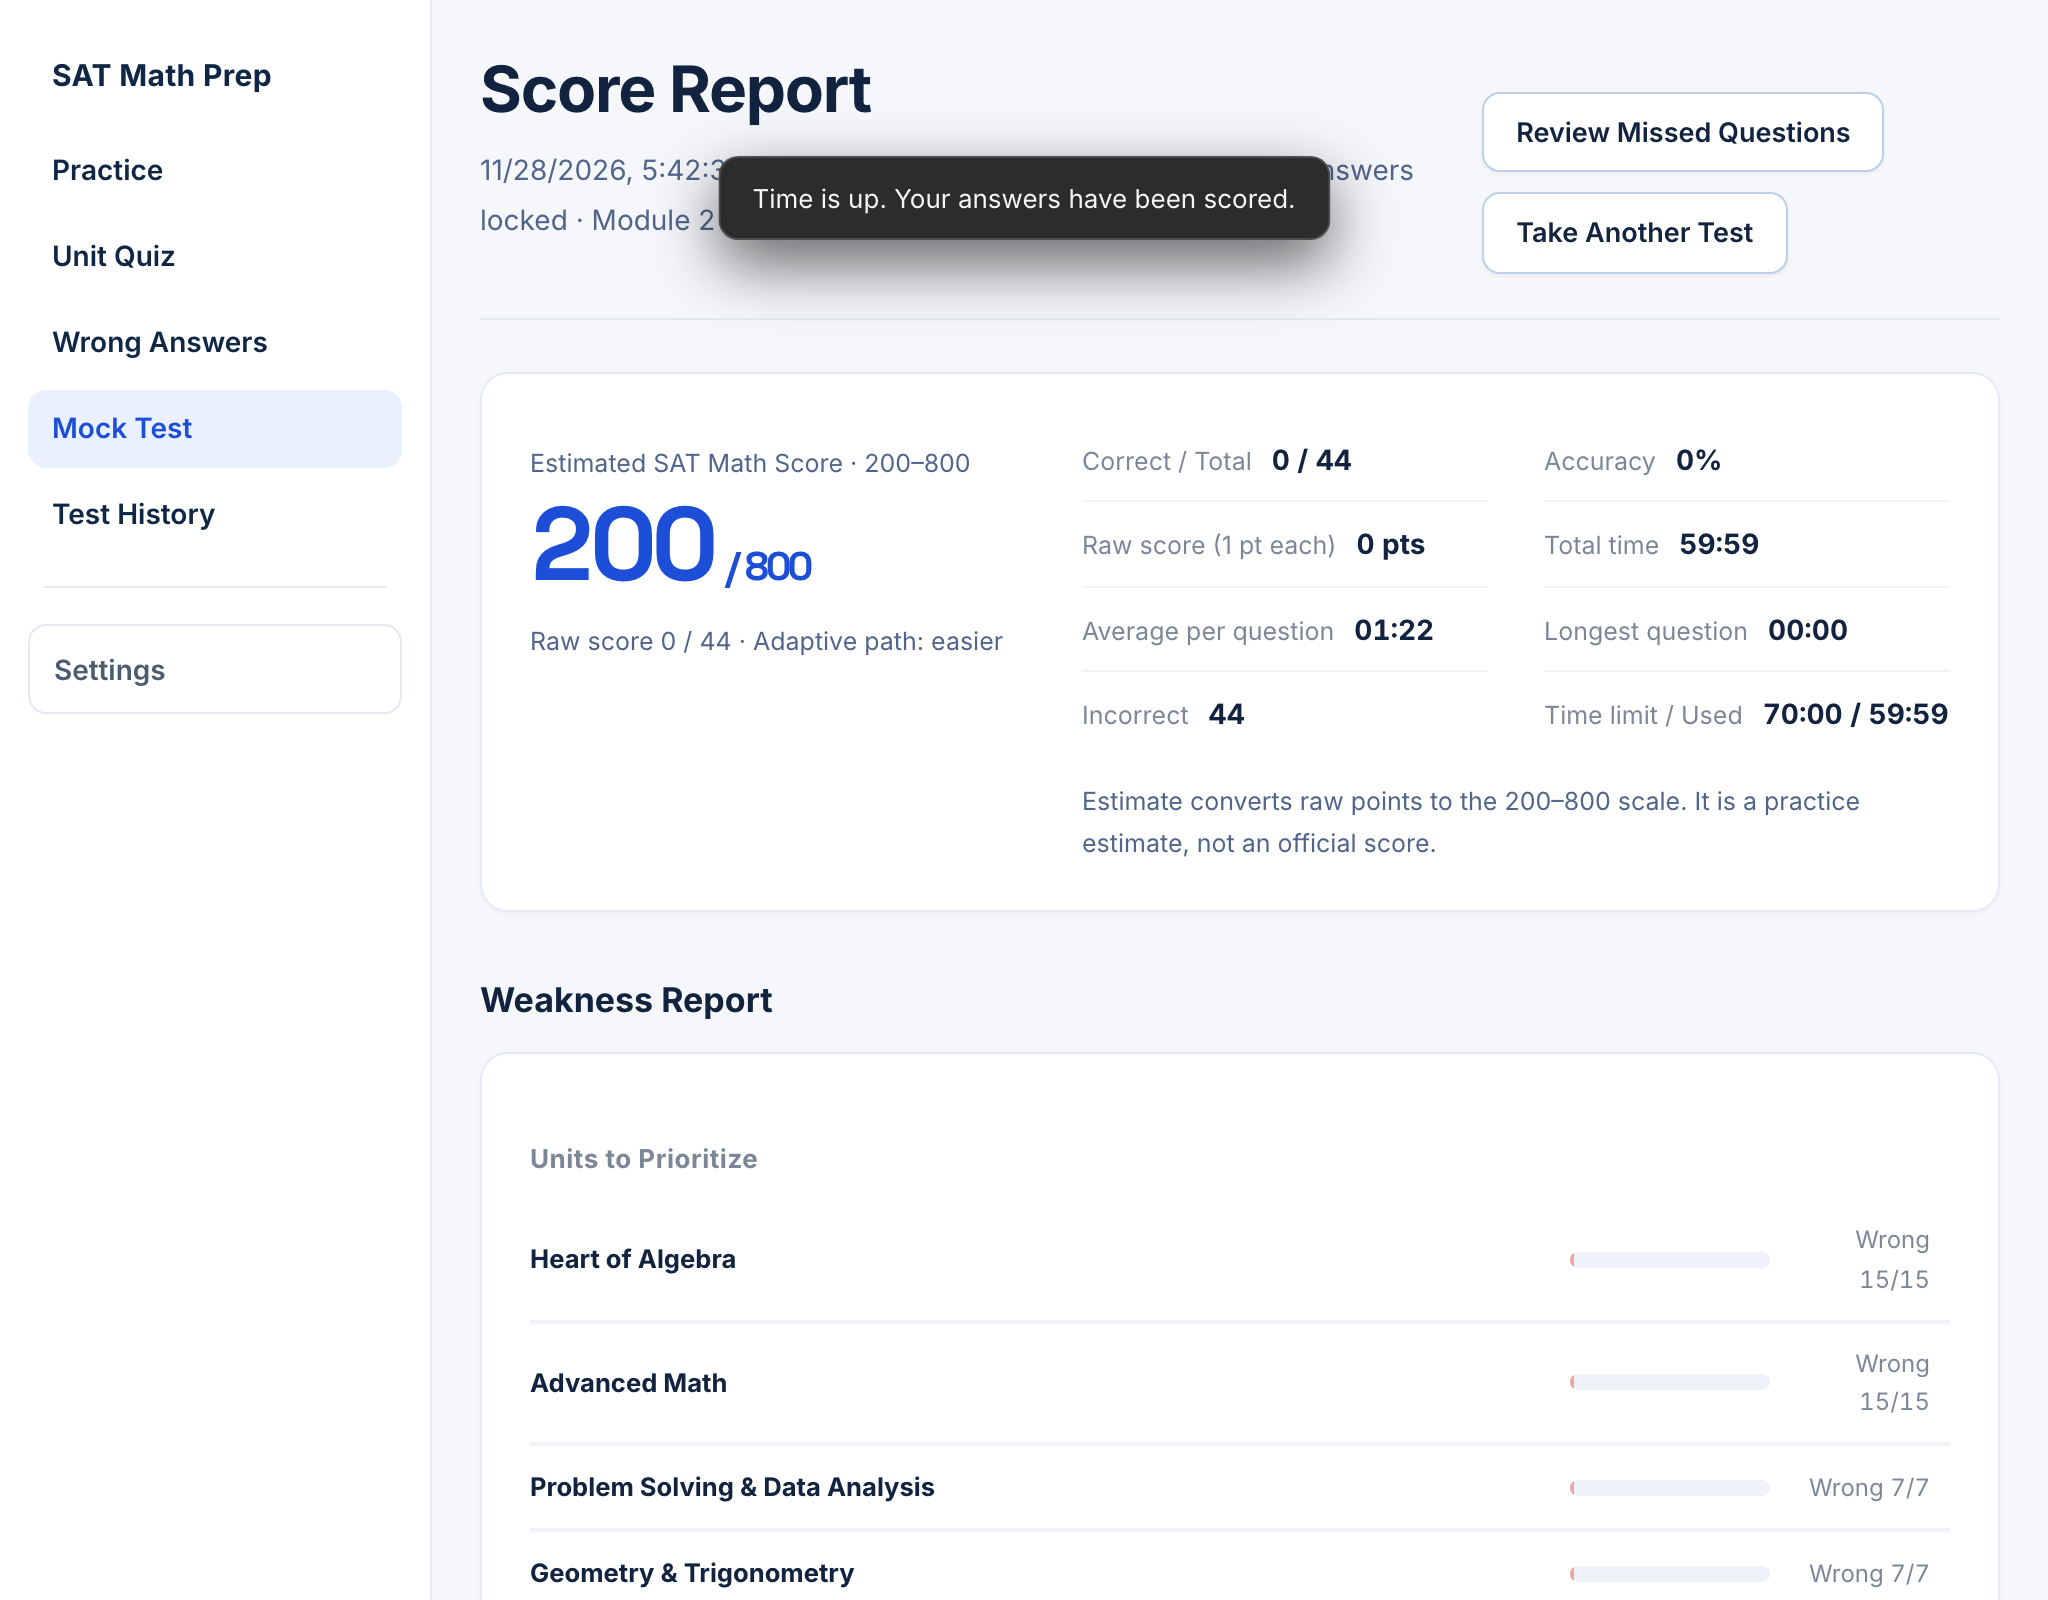 SAT Math Prep
Practice
Unit Quiz
Wrong Answers
Mock Test
Test History
Settings
Score Report
11/28/2026, 5:42:3
locked · Module 2
Time is up. Your answers have been scored.
Review Missed Questions
Take Another Test
Estimated SAT Math Score · 200–800
200 / 800
Raw score 0 / 44 · Adaptive path: easier
Correct / Total 0 / 44
Accuracy 0%
Raw score (1 pt each) 0 pts
Total time 59:59
Average per question 01:22
Longest question 00:00
Incorrect 44
Time limit / Used 70:00 / 59:59
Estimate converts raw points to the 200–800 scale. It is a practice
estimate, not an official score.
Weakness Report
Units to Prioritize
Heart of Algebra
Wrong
15/15
Advanced Math
Wrong
15/15
Problem Solving & Data Analysis
Wrong 7/7
Geometry & Trigonometry
Wrong 7/7